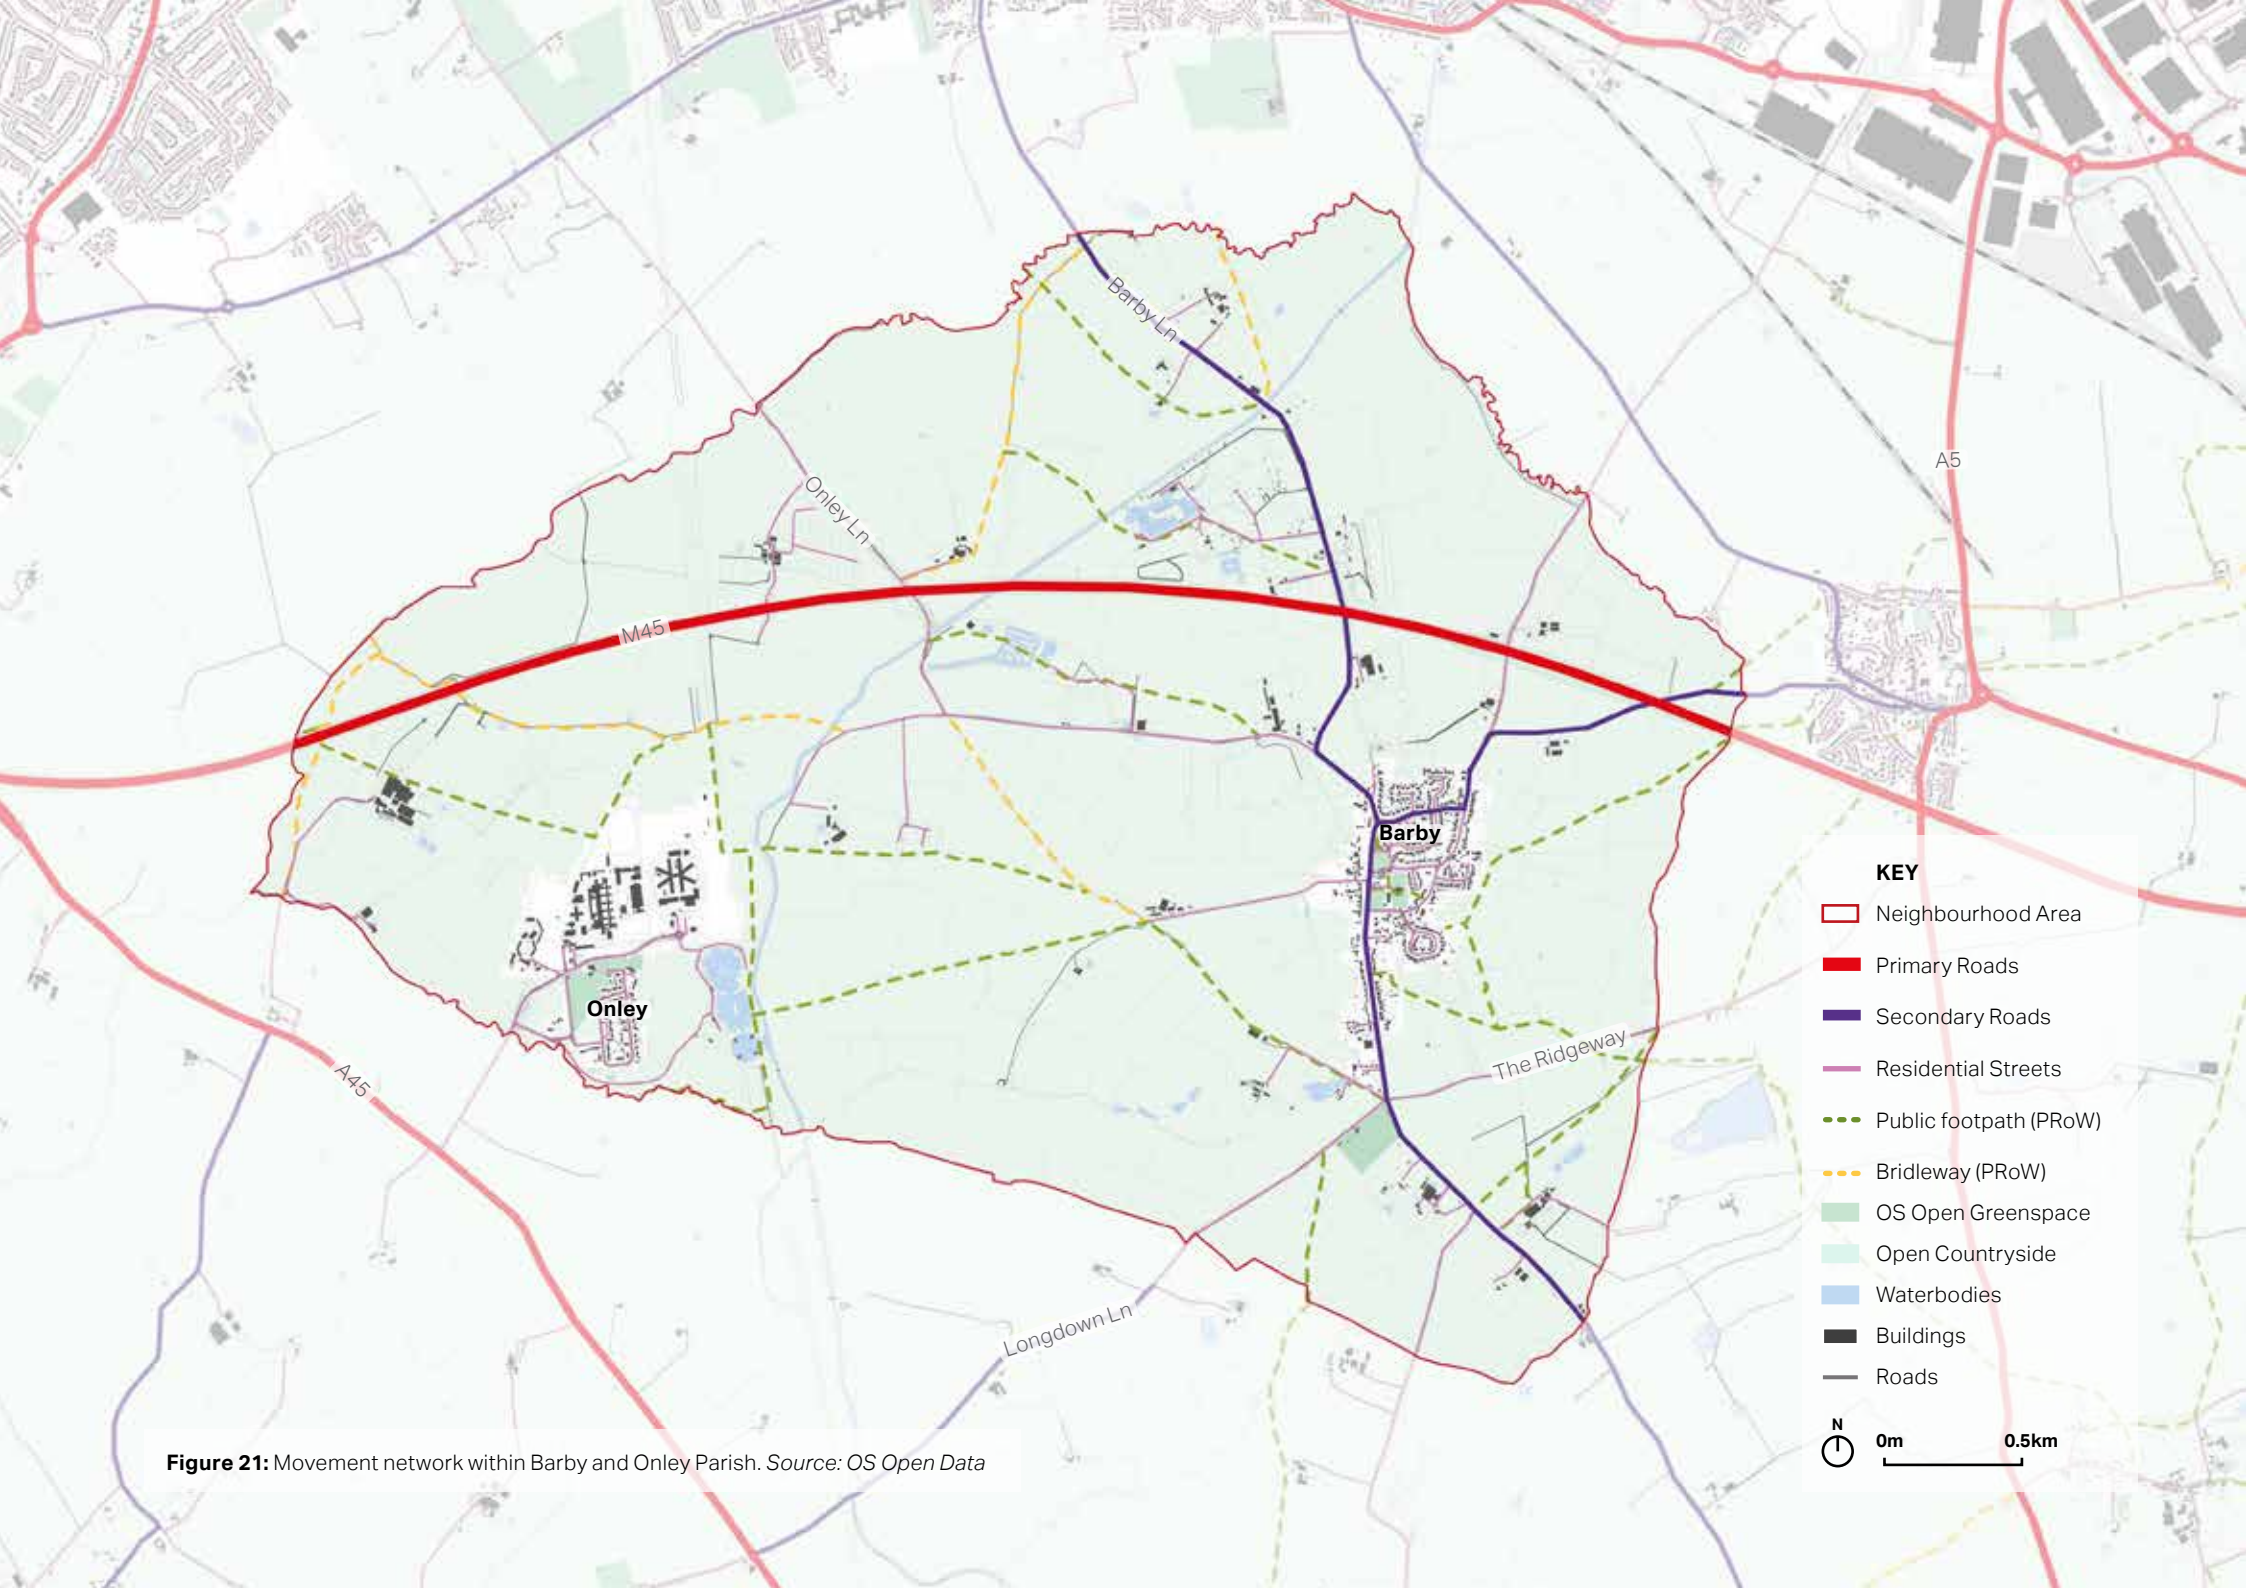 Barby Ln
A5
Onley Ln
M45
Barby
KEY
Neighbourhood Area
Primary Roads
Onley
Secondary Roads
The Ridgeway
Residential Streets
A45
Public footpath (PRoW)
Bridleway (PRoW)
OS Open Greenspace
Open Countryside
Waterbodies
Longdown Ln
Buildings
Roads
N
0m 0.5km
Figure 21: Movement network within Barby and Onley Parish. Source: OS Open Data